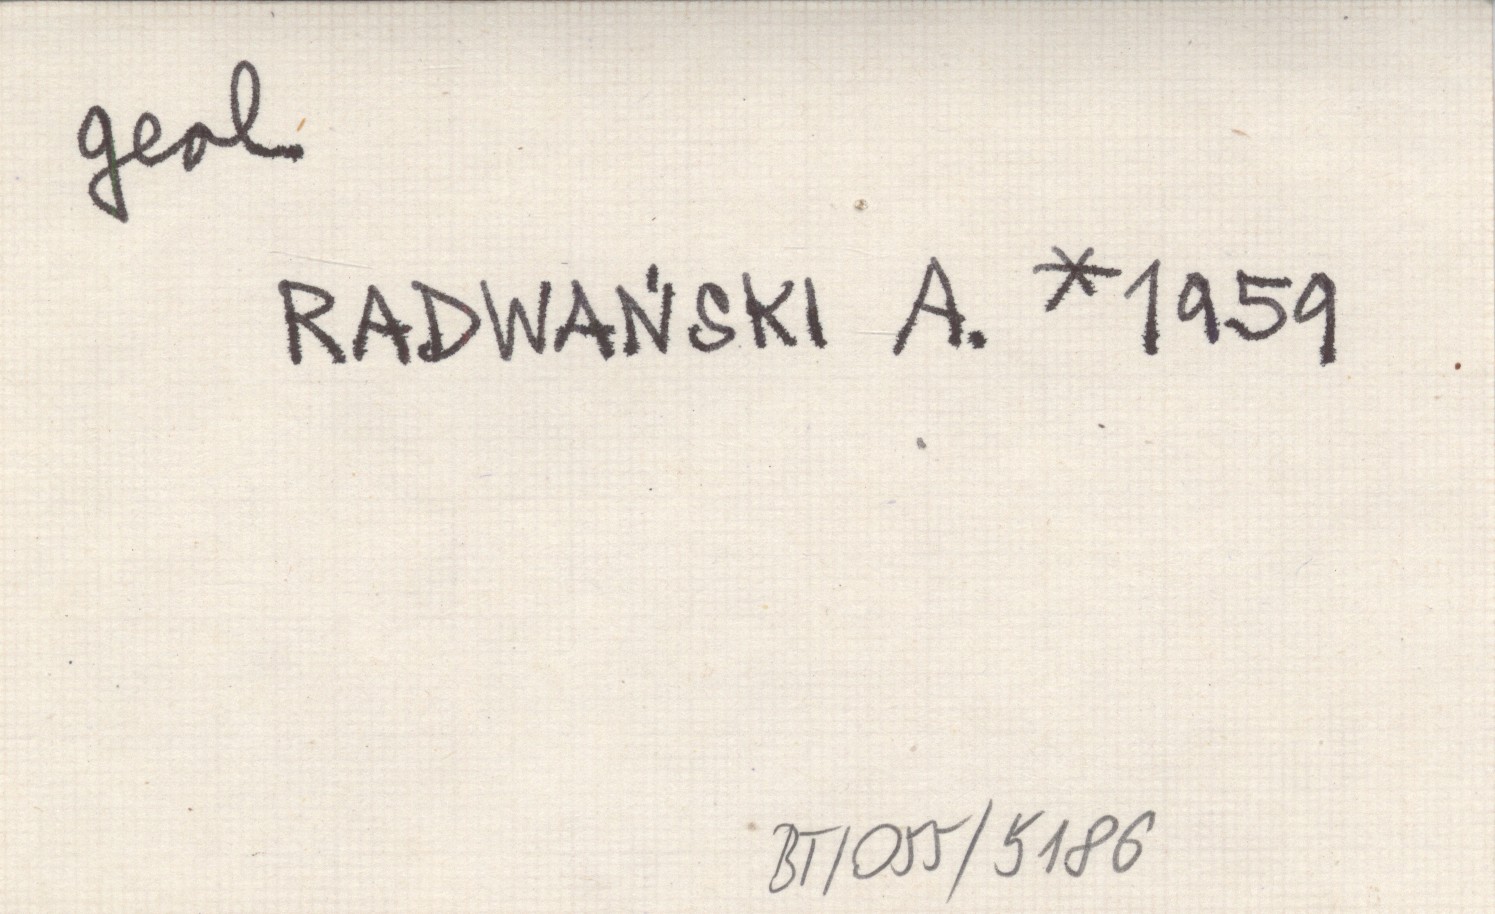 geol
RADWAŃSKI A. *1959
BT/055/5186